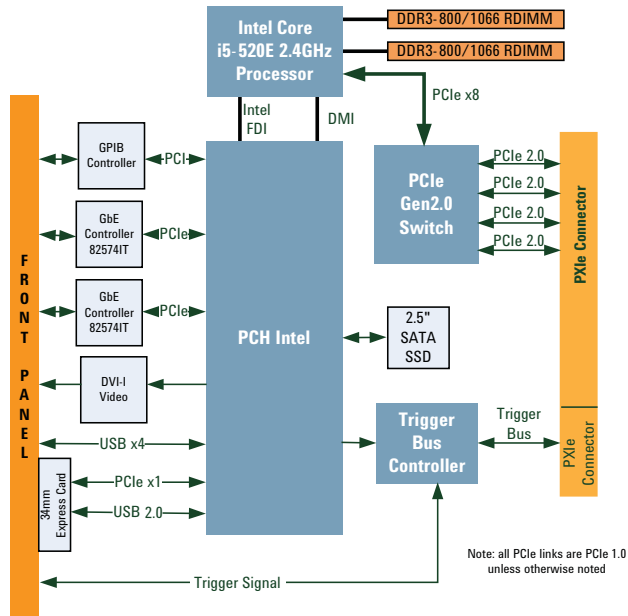 Intel Core
i5-520E 2.4GHz
Processor
DDR3-800/1066 RDIMM
DDR3-800/1066 RDIMM
PCIe x8
Intel
FDI
DMI
GPIB
Controller
PCI
GbE
Controller
82574IT
PCIe
GbE
Controller
82574IT
PCIe
DVI-I
Video
USB x4
34mm
Express Card
PCIe x1
USB 2.0
FRONT PANEL
PCH Intel
PCIe
Gen2.0
Switch
PCIe 2.0
PCIe 2.0
PCIe 2.0
PCIe 2.0
PXIe Connector
2.5"
SATA
SSD
Trigger
Bus
Controller
Trigger
Bus
PXIe
Connector
Trigger Signal
Note: all PCIe links are PCIe 1.0
unless otherwise noted